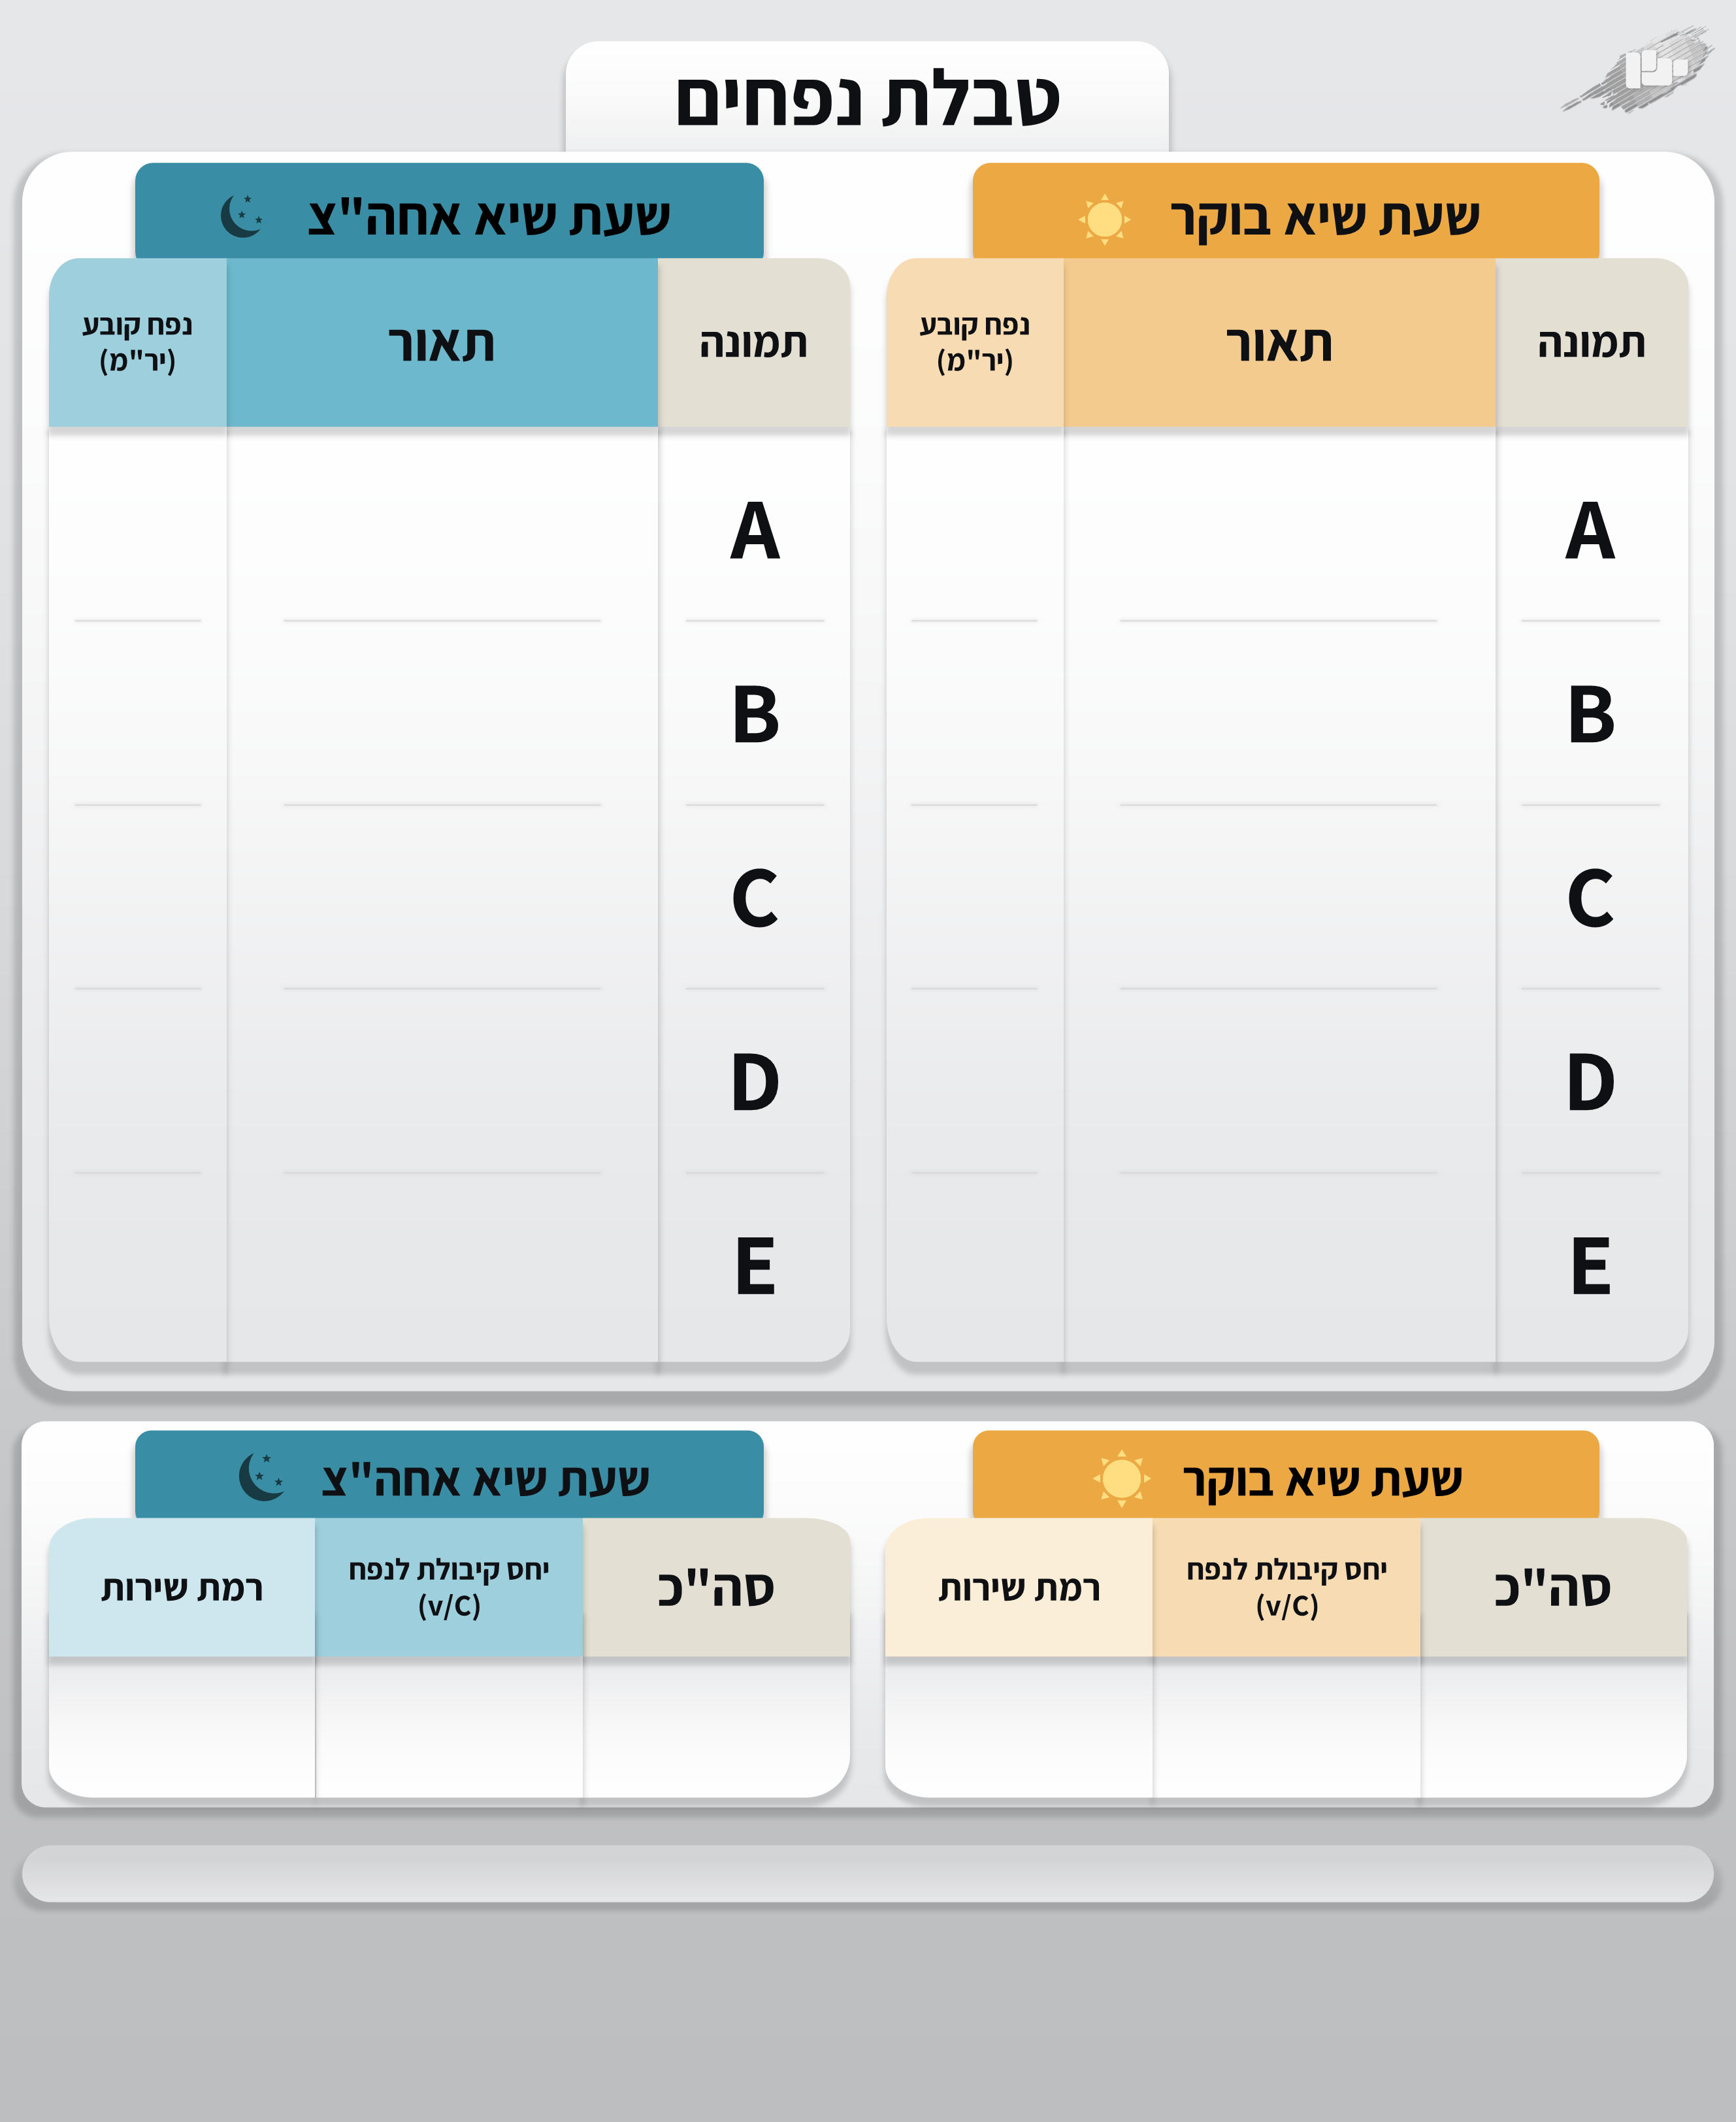 טבלת נפחים
שעת שיא בוקר
תמונה
תאור
נפח קובע
(יר"מ)
A
B
C
D
E
שעת שיא אחה"צ
תמונה
תאור
נפח קובע
(יר"מ)
A
B
C
D
E
שעת שיא בוקר
סה"כ
יחס קיבולת לנפח
(v/C)
רמת שירות
שעת שיא אחה"צ
סה"כ
יחס קיבולת לנפח
(v/C)
רמת שירות